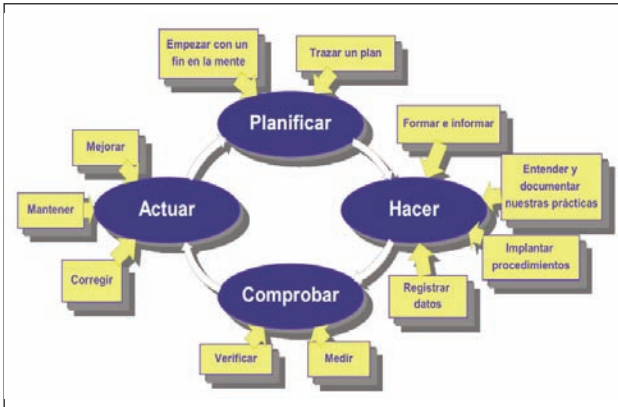 Empezar con un
fin en la mente
Trazar un plan
Planificar
Formar e informar
Mejorar
Entender y
documentar
nuestras prácticas
Mantener
Actuar
Hacer
Implantar
procedimientos
Corregir
Comprobar
Registrar
datos
Verificar
Medir